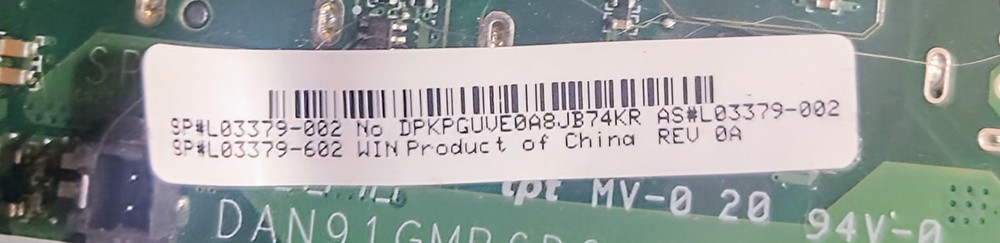 SP#L03379-002 No DPKPGUVE0A8JB74KR AS#L03379-002
SP#L03379-602 WIN Product of China REV 0A
MV-0 20 94V-0